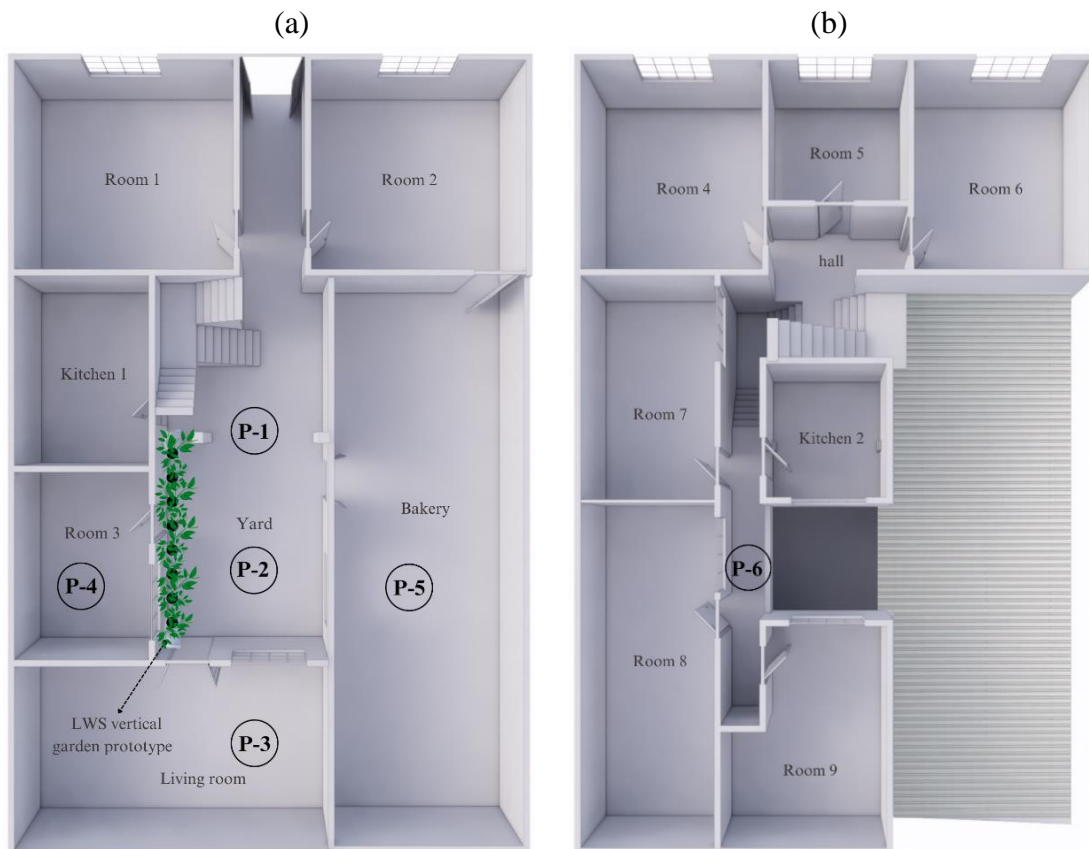 (a)
(b)
Room 1
Room 2
Room 4
Room 5
Room 6
hall
Kitchen 1
P-1
Room 7
Kitchen 2
Room 3
Yard
Bakery
P-4
P-2
P-5
P-6
Room 8
LWS vertical
garden prototype
P-3
Living room
Room 9